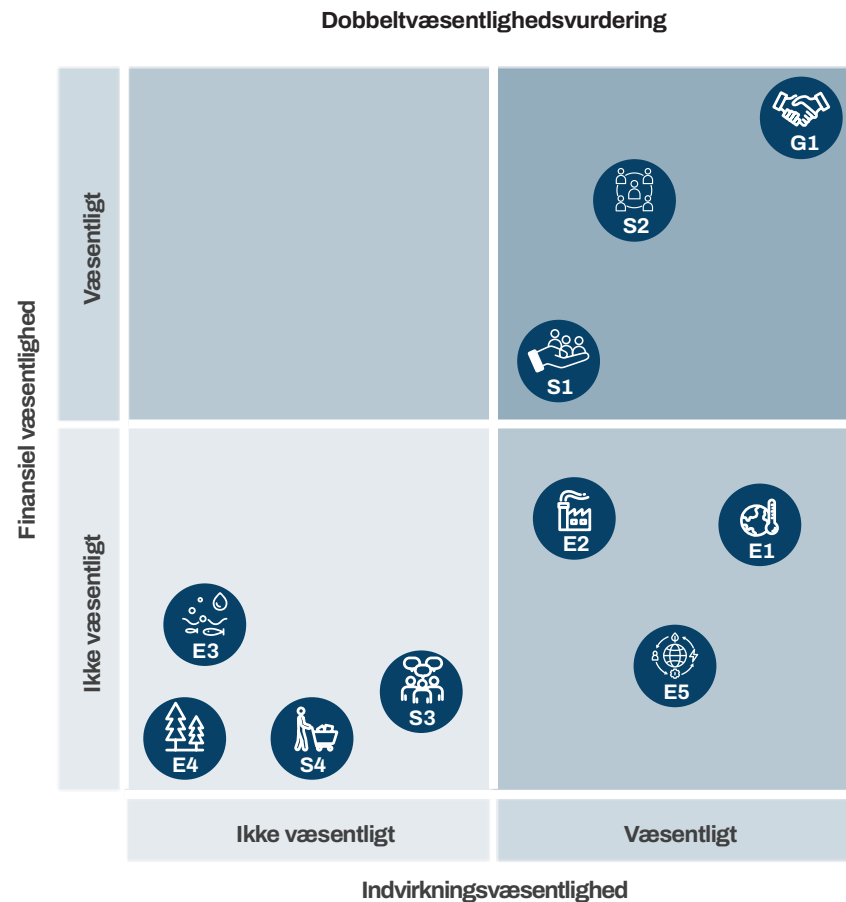 Dobbeltvæsentlighedsvurdering
Finansiel væsentlighed
Væsentligt
Ikke væsentligt
G1
S2
S1
E2
E1
E3
E5
S3
E4
S4
Ikke væsentligt
Væsentligt
Indvirkningsvæsentlighed